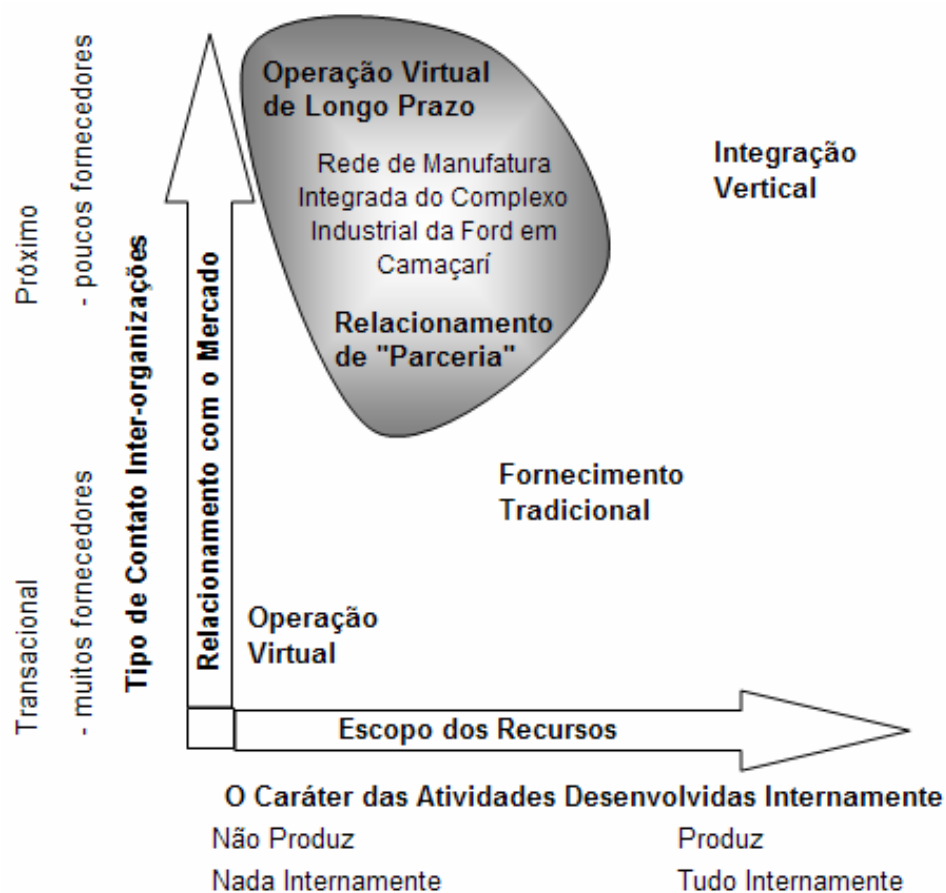 Próximo
- poucos fornecedores
Transacional
- muitos fornecedores
Tipo de Contato Inter-organizações
Relacionamento com o Mercado
Operação Virtual
de Longo Prazo
Rede de Manufatura
Integrada do Complexo
Industrial da Ford em
Camaçarí
Relacionamento
de "Parceria"
Integração
Vertical
Fornecimento
Tradicional
Operação
Virtual
Escopo dos Recursos
O Caráter das Atividades Desenvolvidas Internamente
Não Produz
Nada Internamente
Produz
Tudo Internamente